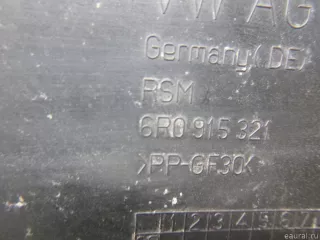 VW AG
Germany(DE)
RSM
6R0 915 321
>PP-GF30<
1 2 3 4 5 6 7
eaural.ru